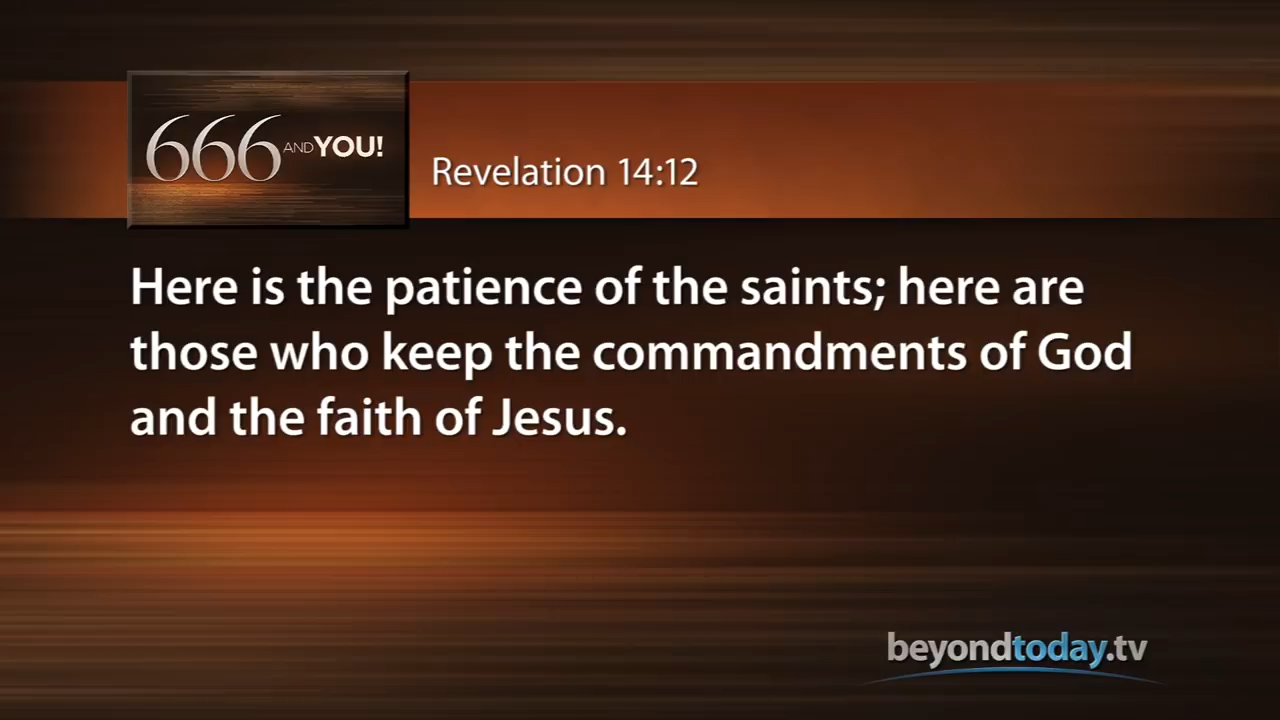 666 AND YOU!
Revelation 14:12
Here is the patience of the saints; here are
those who keep the commandments of God
and the faith of Jesus.
beyondtoday.tv